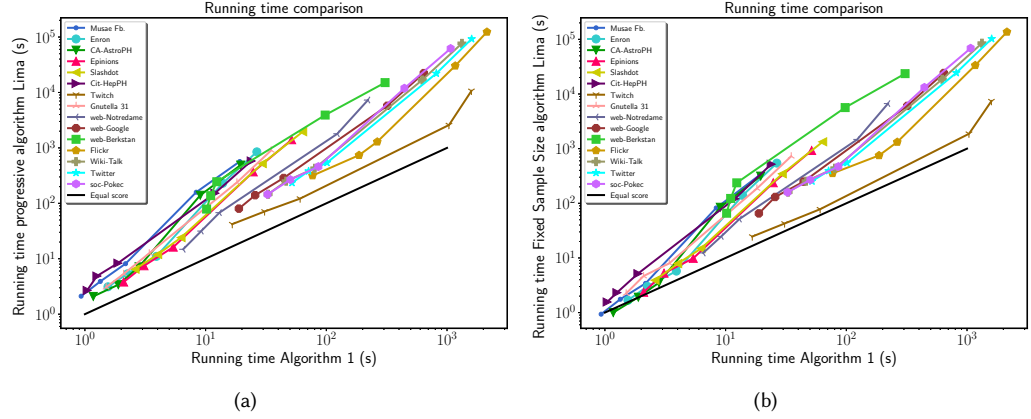 Running time comparison
Running time progressive algorithm Lima (s)
10^5
10^4
10^3
10^2
10^1
10^0
Musae Fb.
Enron
CA-AstroPH
Epinions
Slashdot
Cit-HepPH
Twitch
Gnutella 31
web-Notredame
web-Google
web-Berkstan
Flickr
Wiki-Talk
Twitter
soc-Pokec
Equal score
10^0
10^1
10^2
10^3
Running time Algorithm 1 (s)
(a)
Running time comparison
Running time Fixed Sample Size algorithm Lima (s)
10^5
10^4
10^3
10^2
10^1
10^0
Musae Fb.
Enron
CA-AstroPH
Epinions
Slashdot
Cit-HepPH
Twitch
Gnutella 31
web-Notredame
web-Google
web-Berkstan
Flickr
Wiki-Talk
Twitter
soc-Pokec
Equal score
10^0
10^1
10^2
10^3
Running time Algorithm 1 (s)
(b)